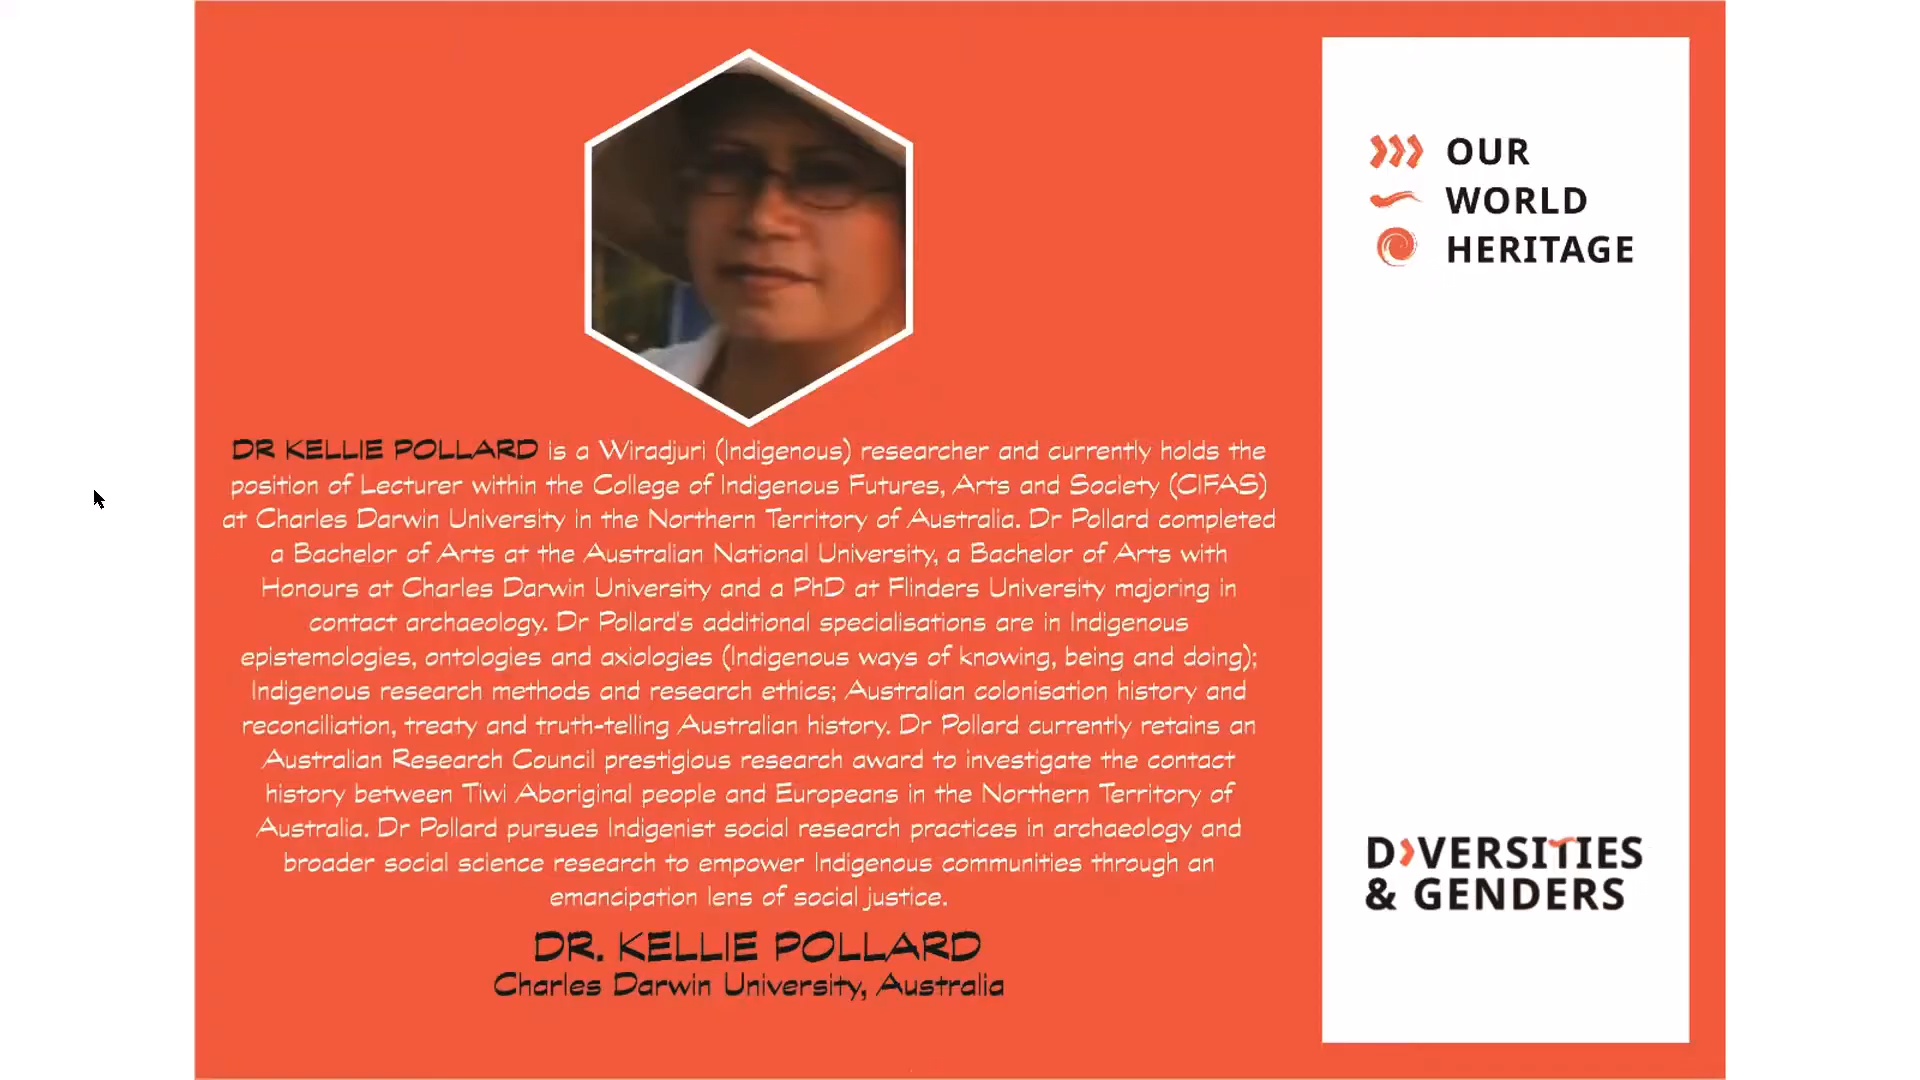 DR KELLIE POLLARD is a Wiradjuri (Indigenous) researcher and currently holds the
position of Lecturer within the College of Indigenous Futures, Arts and Society (CIFAS)
at Charles Darwin University in the Northern Territory of Australia. Dr Pollard completed
a Bachelor of Arts at the Australian National University, a Bachelor of Arts with
Honours at Charles Darwin University and a PhD at Flinders University majoring in
contact archaeology. Dr Pollard's additional specialisations are in Indigenous
epistemologies, ontologies and axiologies (Indigenous ways of knowing, being and doing);
Indigenous research methods and research ethics; Australian colonisation history and
reconciliation, treaty and truth-telling Australian history. Dr Pollard currently retains an
Australian Research Council prestigious research award to investigate the contact
history between Tiwi Aboriginal people and Europeans in the Northern Territory of
Australia. Dr Pollard pursues Indigenist social research practices in archaeology and
broader social science research to empower Indigenous communities through an
emancipation lens of social justice.
DR. KELLIE POLLARD
Charles Darwin University, Australia
OUR
WORLD
HERITAGE
DIVERSITIES
& GENDERS